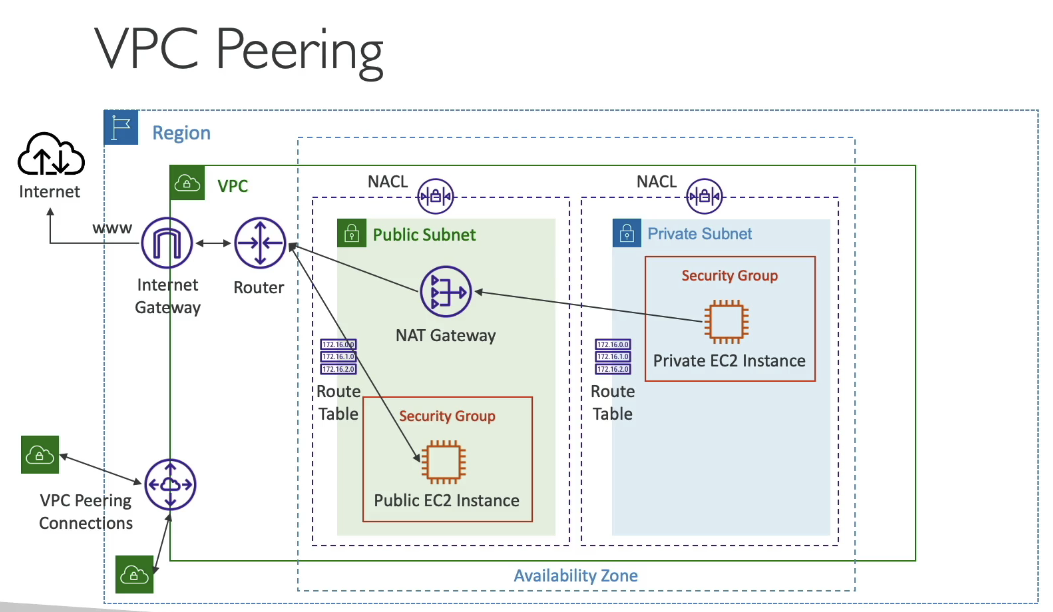 VPC Peering
Region
Internet
VPC
NACL
NACL
www
Public Subnet
Private Subnet
Security Group
Internet
Gateway
Router
NAT Gateway
172.16.0.0
172.16.1.0
172.16.2.0
172.16.0.0
172.16.1.0
172.16.2.0
Private EC2 Instance
Route
Table
Route
Table
Security Group
Public EC2 Instance
VPC Peering
Connections
Availability Zone